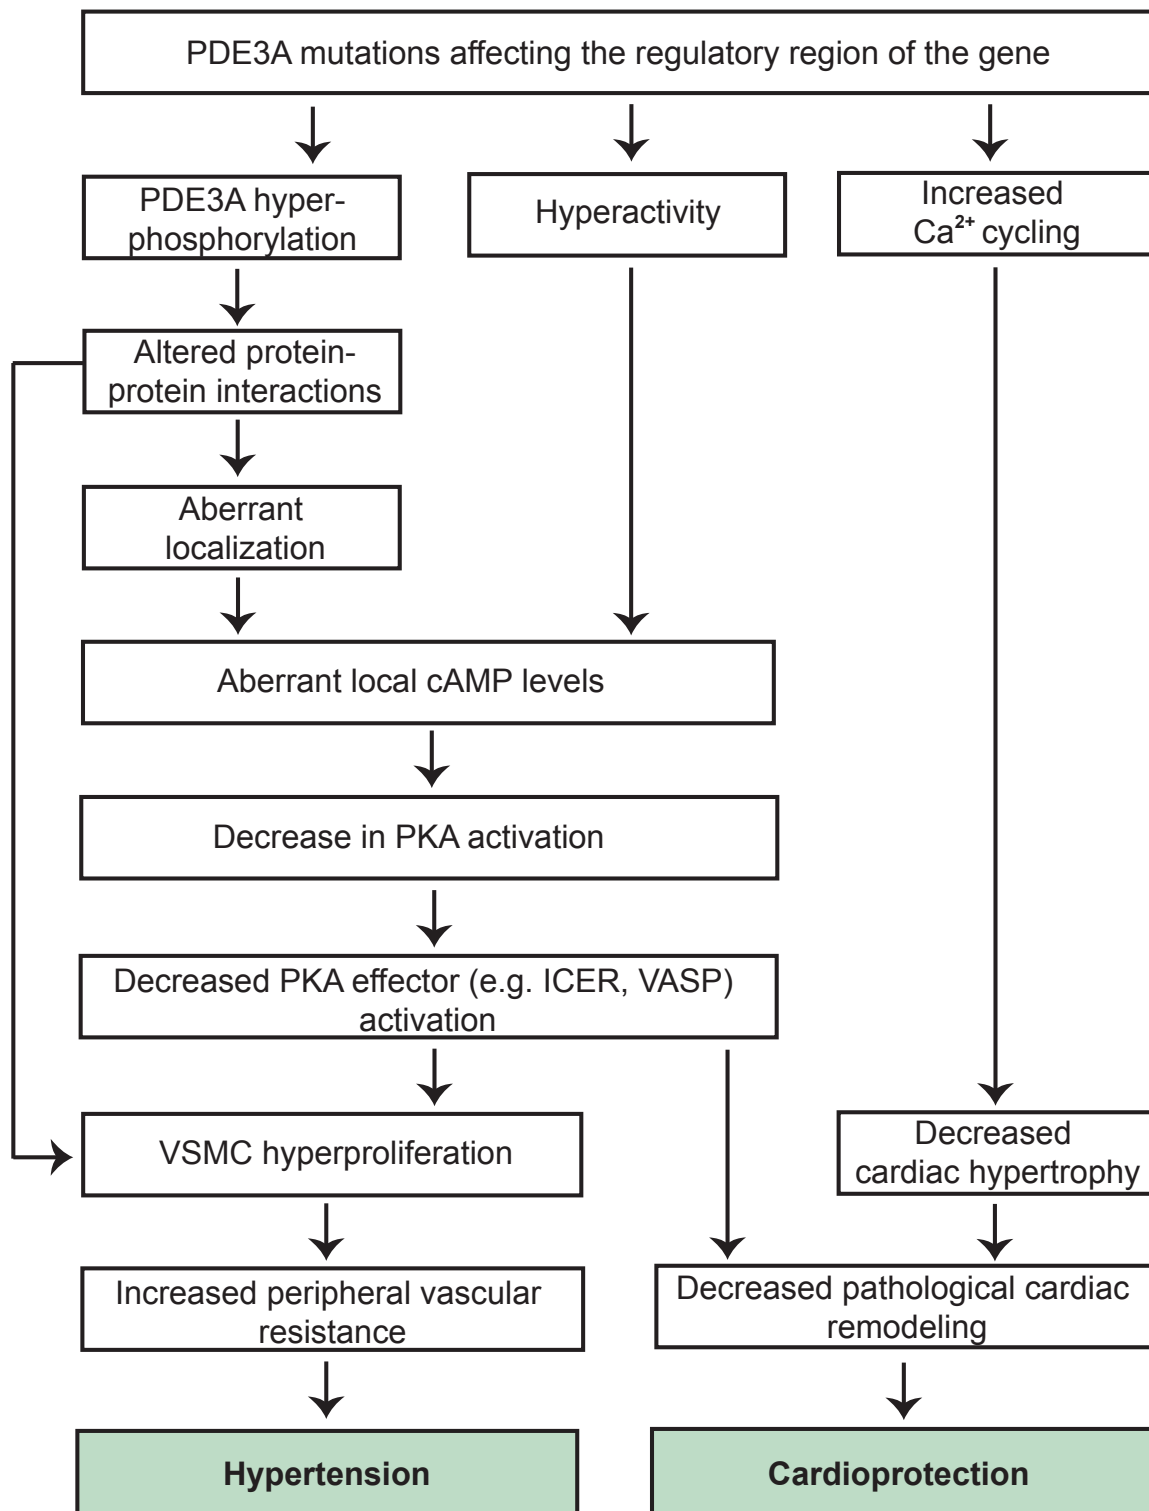 PDE3A mutations affecting the regulatory region of the gene
PDE3A hyper-
phosphorylation
Hyperactivity
Increased
Ca²⁺ cycling
Altered protein-
protein interactions
Aberrant
localization
Aberrant local cAMP levels
Decrease in PKA activation
Decreased PKA effector (e.g. ICER, VASP)
activation
VSMC hyperproliferation
Decreased
cardiac hypertrophy
Increased peripheral vascular
resistance
Decreased pathological cardiac
remodeling
Hypertension
Cardioprotection